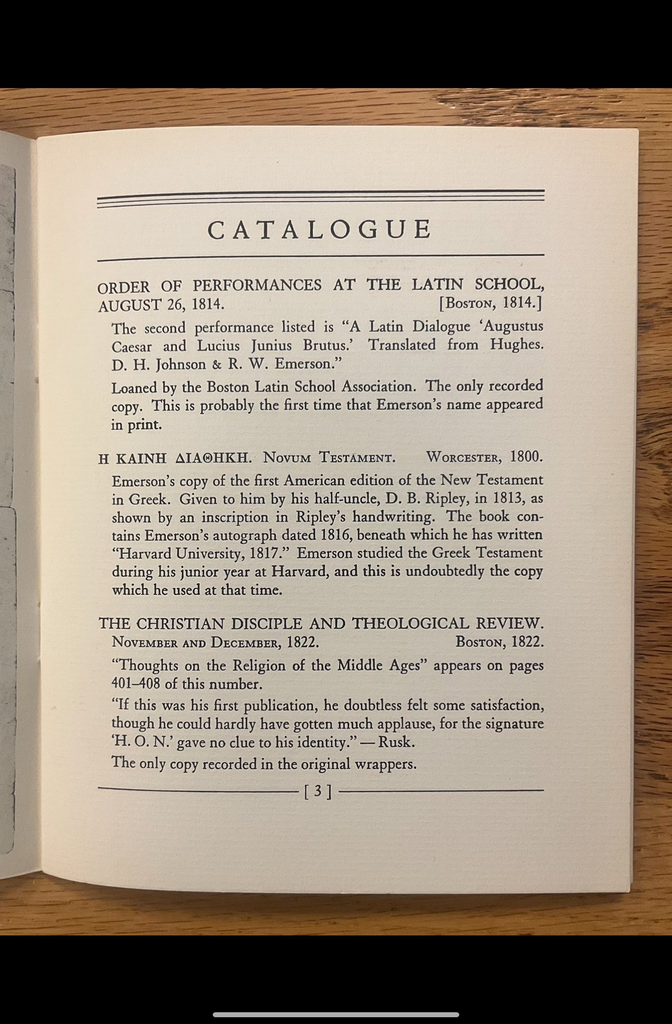 CATALOGUE
ORDER OF PERFORMANCES AT THE LATIN SCHOOL,
AUGUST 26, 1814. [BOSTON, 1814.]
The second performance listed is “A Latin Dialogue ‘Augustus
Caesar and Lucius Junius Brutus.’ Translated from Hughes.
D. H. Johnson & R. W. Emerson.”
Loaned by the Boston Latin School Association. The only recorded
copy. This is probably the first time that Emerson’s name appeared
in print.
Η ΚΑΙΝΗ ΔΙΑΘΗΚΗ. NOVUM TESTAMENT. WORCESTER, 1800.
Emerson’s copy of the first American edition of the New Testament
in Greek. Given to him by his half-uncle, D. B. Ripley, in 1813, as
shown by an inscription in Ripley’s handwriting. The book con-
tains Emerson’s autograph dated 1816, beneath which he has written
“Harvard University, 1817.” Emerson studied the Greek Testament
during his junior year at Harvard, and this is undoubtedly the copy
which he used at that time.
THE CHRISTIAN DISCIPLE AND THEOLOGICAL REVIEW.
NOVEMBER AND DECEMBER, 1822. BOSTON, 1822.
“Thoughts on the Religion of the Middle Ages” appears on pages
401–408 of this number.
“If this was his first publication, he doubtless felt some satisfaction,
though he could hardly have gotten much applause, for the signature
‘H. O. N.’ gave no clue to his identity.” — Rusk.
The only copy recorded in the original wrappers.
[ 3 ]